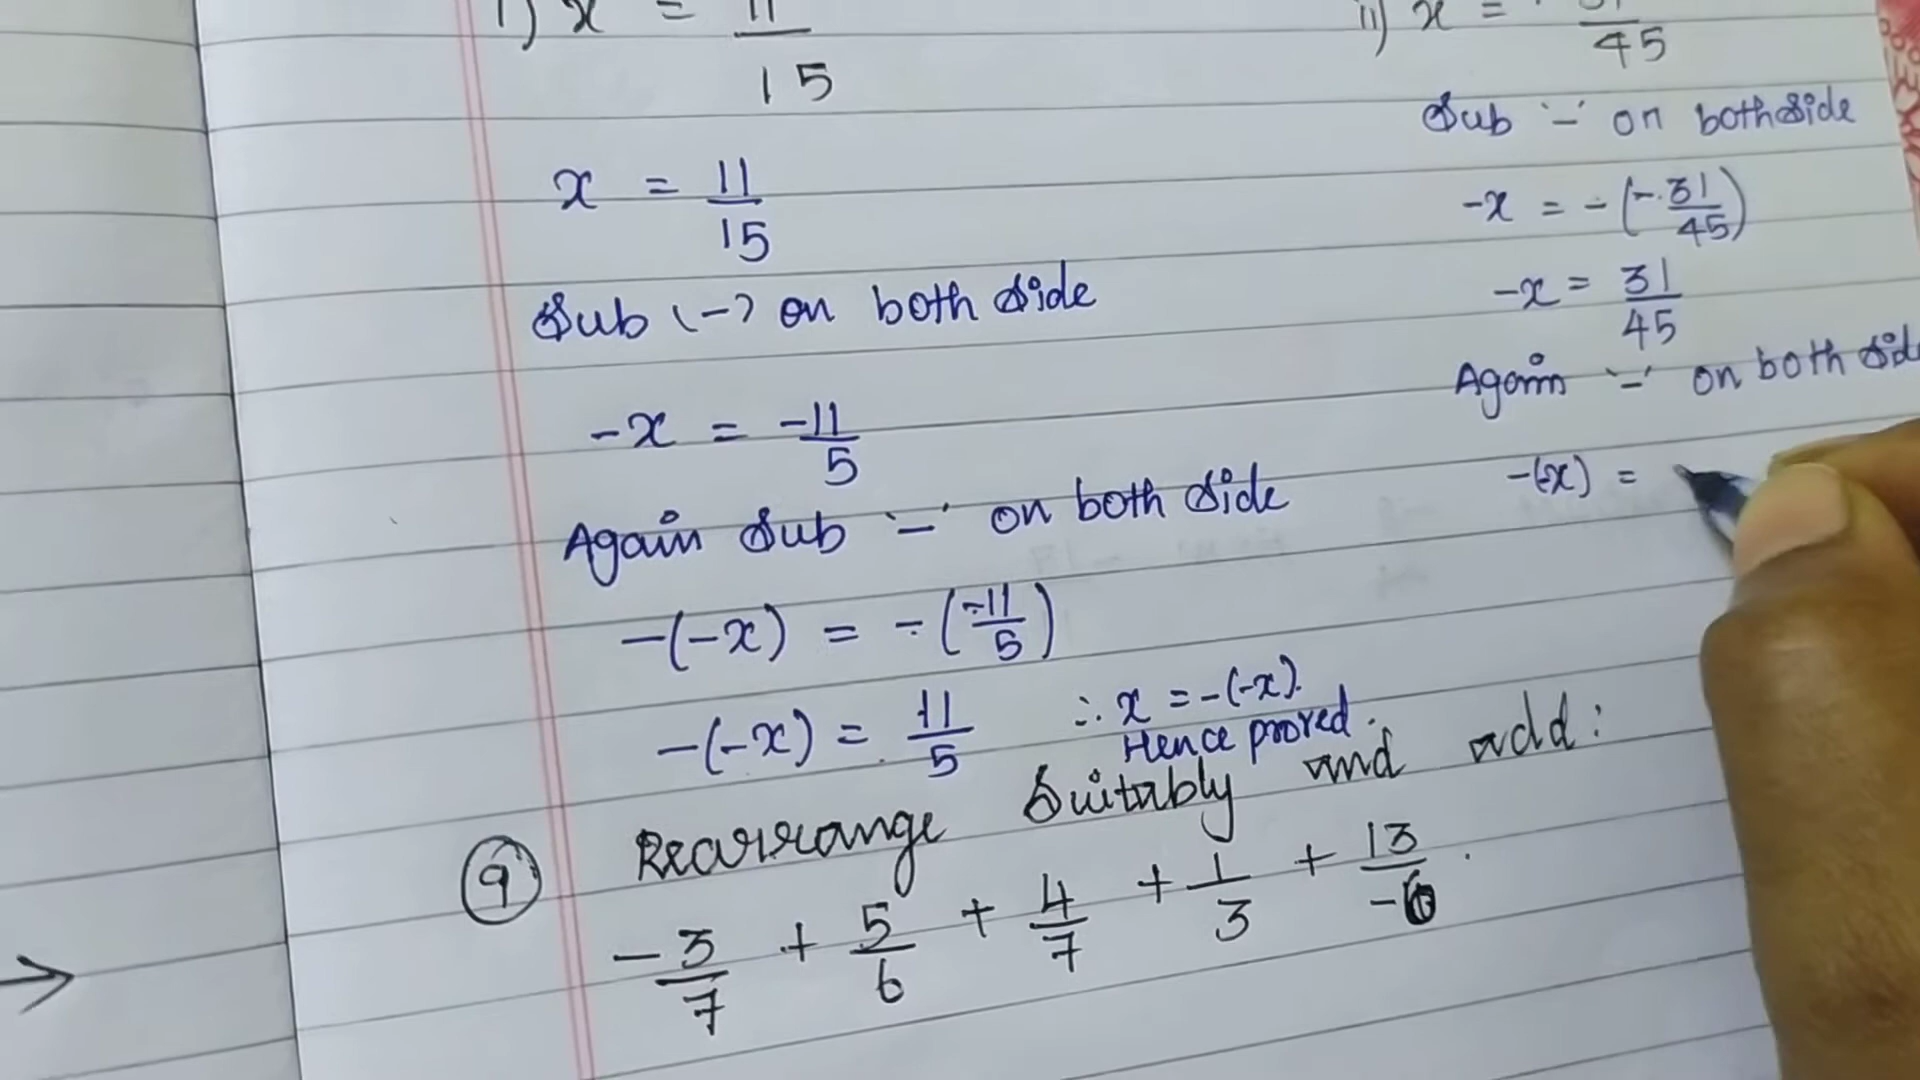 i) x = 11/15
x = 11/15
Sub (-) on both side
-x = -11/5
Again Sub '-' on both side
-(-x) = -(-11/5)
-(-x) = 11/5 ∴ x = -(-x).
Hence proved.
ii) x = -31/45
Sub '-' on both side
-x = -(-31/45)
-x = 31/45
Again '-' on both Side
-(-x) =
9 Rearrange Suitably and add:
-3/7 + 5/6 + 4/7 + 1/3 + 13/-6.